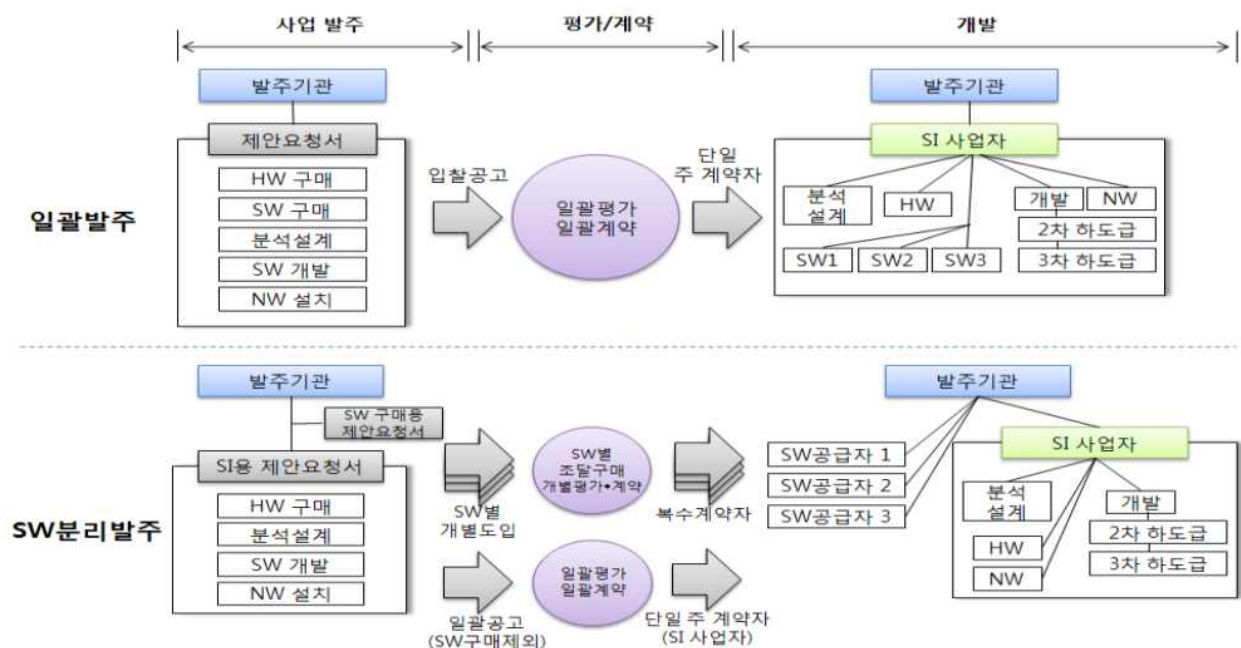 사업 발주
평가/계약
개발
일괄발주
발주기관
제안요청서
HW 구매
SW 구매
분석설계
SW 개발
NW 설치
입찰공고
일괄평가
일괄계약
단일
주 계약자
발주기관
SI 사업자
분석
설계
HW
개발
NW
2차 하도급
3차 하도급
SW1
SW2
SW3
SW분리발주
발주기관
SW 구매용
제안요청서
SI용 제안요청서
HW 구매
분석설계
SW 개발
NW 설치
SW별
개별도입
SW별
조달구매
개별평가•계약
복수계약자
일괄공고
(SW구매제외)
일괄평가
일괄계약
단일 주 계약자
(SI 사업자)
발주기관
SW공급자 1
SW공급자 2
SW공급자 3
SI 사업자
분석
설계
HW
NW
개발
2차 하도급
3차 하도급